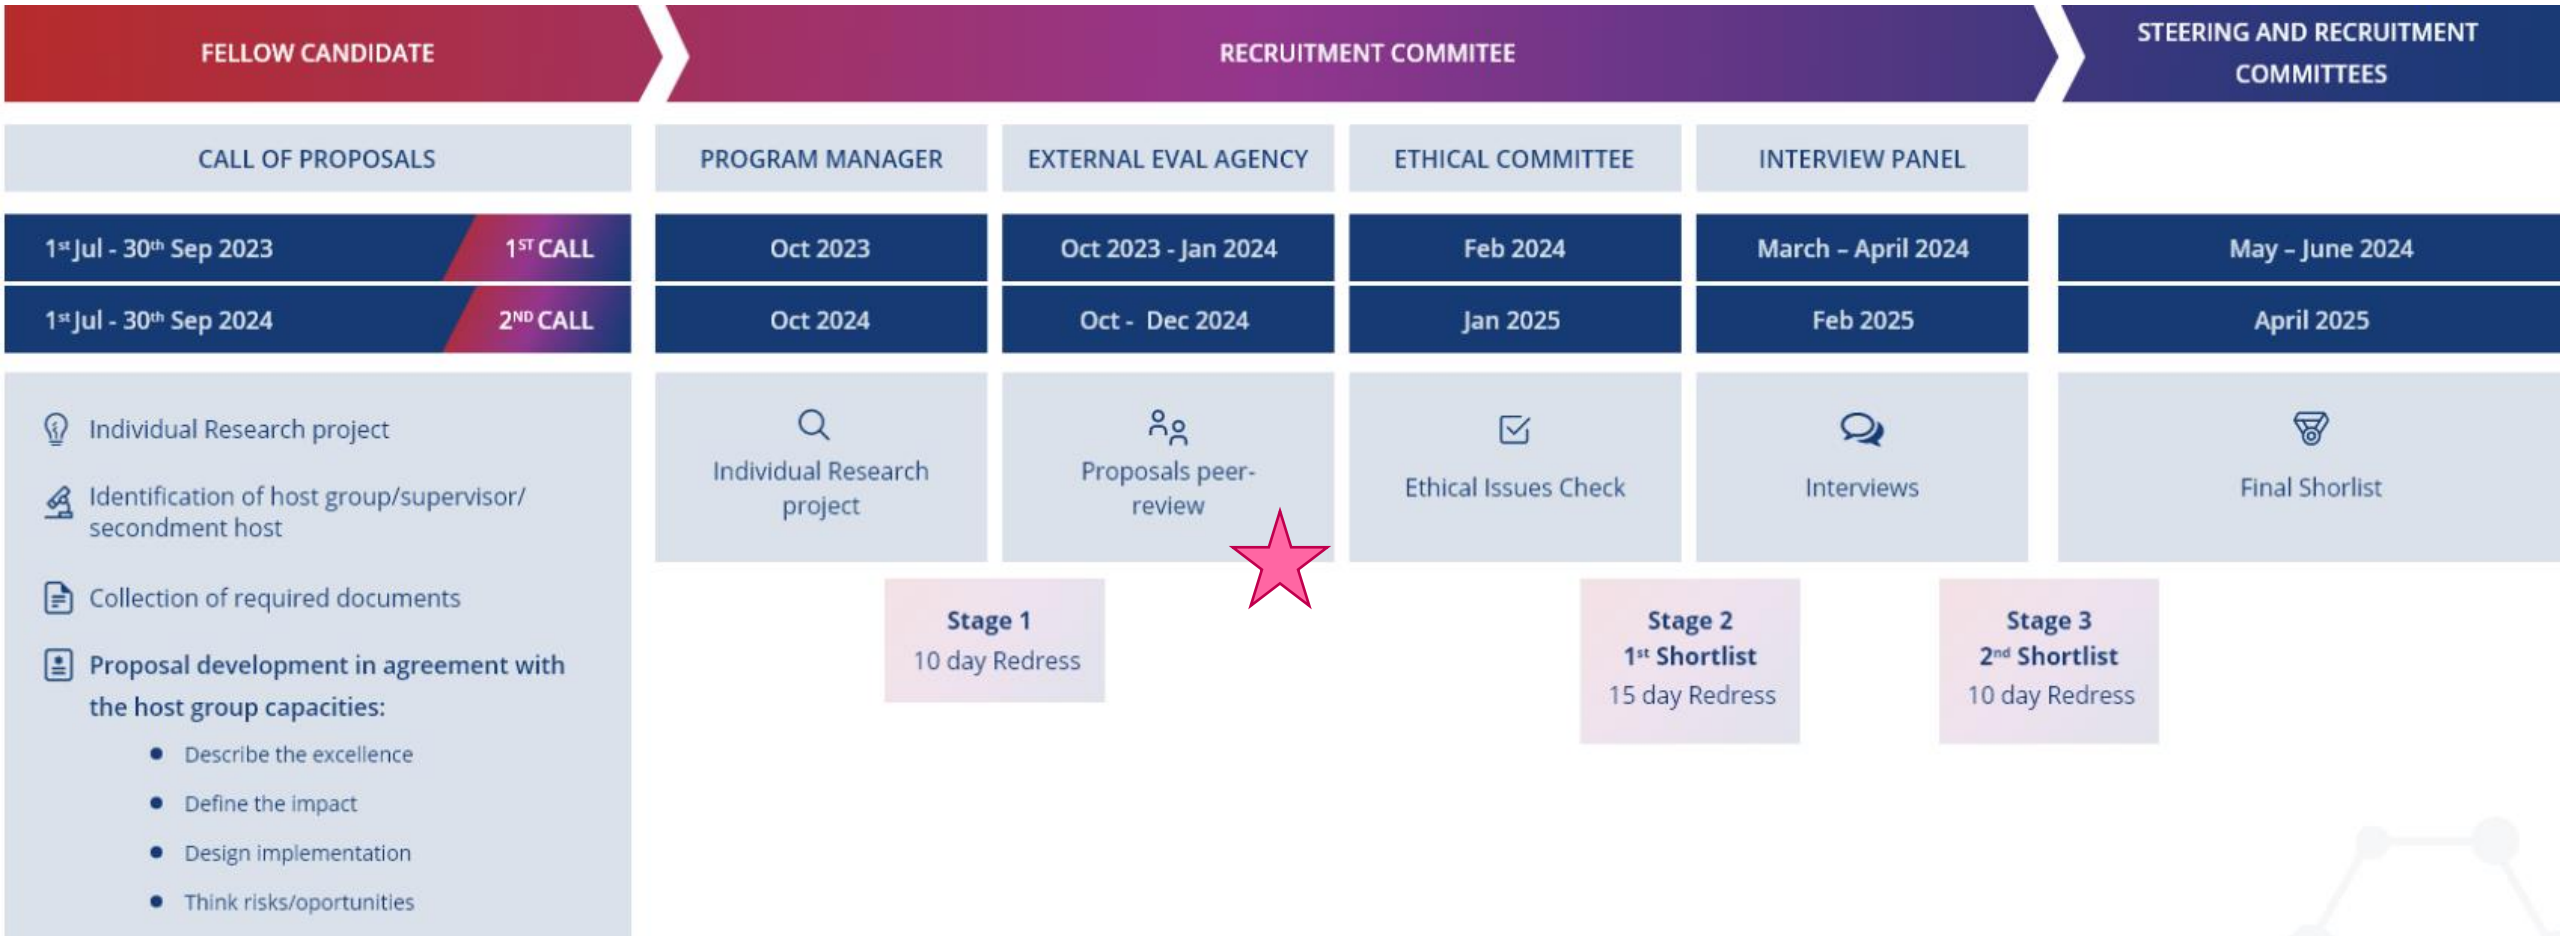 FELLOW CANDIDATE
RECRUITMENT COMMITEE
STEERING AND RECRUITMENT
COMMITTEES
CALL OF PROPOSALS
PROGRAM MANAGER
EXTERNAL EVAL AGENCY
ETHICAL COMMITTEE
INTERVIEW PANEL
1st Jul - 30th Sep 2023
1ST CALL
Oct 2023
Oct 2023 - Jan 2024
Feb 2024
March – April 2024
May – June 2024
1st Jul - 30th Sep 2024
2ND CALL
Oct 2024
Oct - Dec 2024
Jan 2025
Feb 2025
April 2025
Individual Research project
Identification of host group/supervisor/
secondment host
Collection of required documents
Proposal development in agreement with
the host group capacities:
Describe the excellence
Define the impact
Design implementation
Think risks/oportunities
Individual Research
project
Proposals peer-
review
Ethical Issues Check
Interviews
Final Shorlist
Stage 1
10 day Redress
Stage 2
1st Shortlist
15 day Redress
Stage 3
2nd Shortlist
10 day Redress